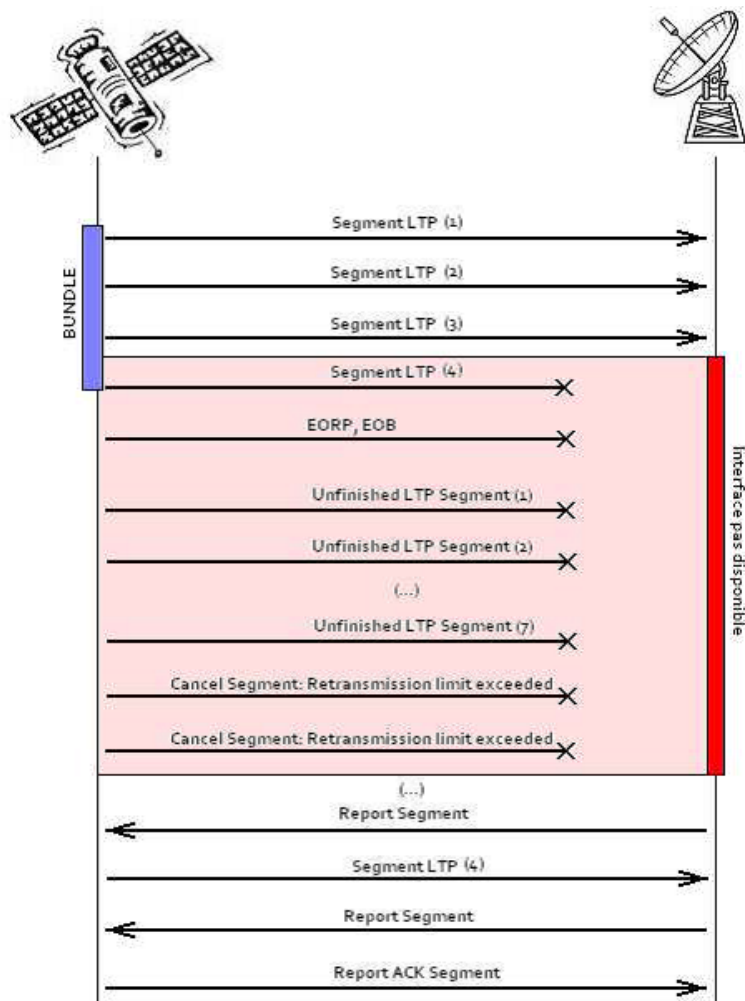 Segment LTP (1)
Segment LTP (2)
Segment LTP (3)
BUNDLE
Segment LTP (4)
EORP, EOB
Unfinished LTP Segment (1)
Unfinished LTP Segment (2)
(...)
Unfinished LTP Segment (7)
Cancel Segment: Retransmission limit exceeded
Cancel Segment: Retransmission limit exceeded
Interface pas disponible
(...)
Report Segment
Segment LTP (4)
Report Segment
Report ACK Segment